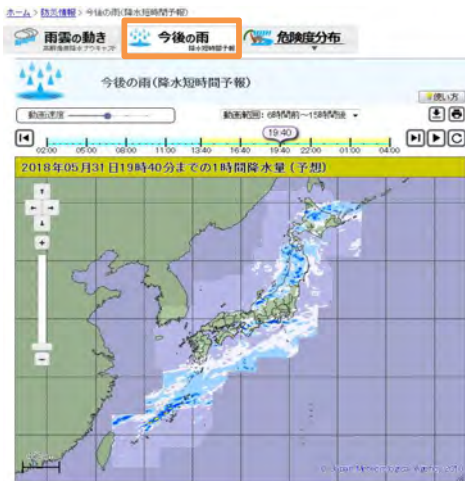 ホーム > 防災情報 > 今後の雨(降水短時間予報)
雨雲の動き
高解像度降水ナウキャスト
今後の雨
降水短時間予報
危険度分布
今後の雨(降水短時間予報)
使い方
動画速度
動画範囲: 6時間前~15時間後
19:40
02:00 05:00 08:00 11:00 13:40 16:40 19:40 22:00 01:00 04:00
2018年05月31日19時40分までの1時間降水量(予想)